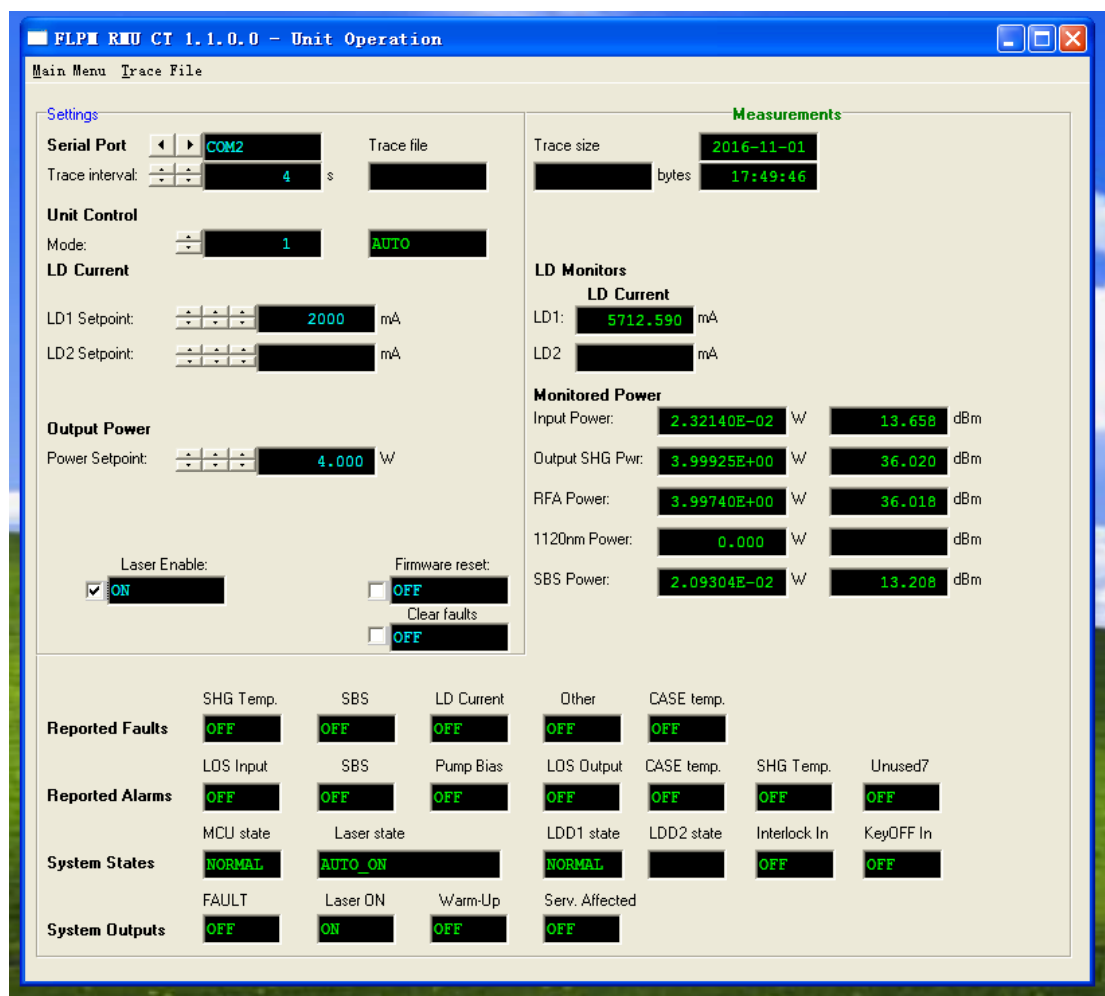 FLPM RMU CT 1.1.0.0 - Unit Operation
Main Menu Trace File
Settings Measurements
Serial Port COM2 Trace file Trace size 2016-11-01
Trace interval: 4 s bytes 17:49:46
Unit Control
Mode: 1 AUTO
LD Current LD Monitors
LD Current
LD1 Setpoint: 2000 mA LD1: 5712.590 mA
LD2 Setpoint: mA LD2 mA
Monitored Power
Input Power: 2.32140E-02 W 13.658 dBm
Output Power
Power Setpoint: 4.000 W Output SHG Pwr: 3.99925E+00 W 36.020 dBm
RFA Power: 3.99740E+00 W 36.018 dBm
1120nm Power: 0.000 W dBm
Laser Enable: Firmware reset:
ON OFF SBS Power: 2.09304E-02 W 13.208 dBm
Clear faults
OFF
SHG Temp. SBS LD Current Other CASE temp.
Reported Faults OFF OFF OFF OFF OFF
LOS Input SBS Pump Bias LOS Output CASE temp. SHG Temp. Unused7
Reported Alarms OFF OFF OFF OFF OFF OFF OFF
MCU state Laser state LDD1 state LDD2 state Interlock In KeyOFF In
System States NORMAL AUTO_ON NORMAL OFF OFF
FAULT Laser ON Warm-Up Serv. Affected
System Outputs OFF ON OFF OFF